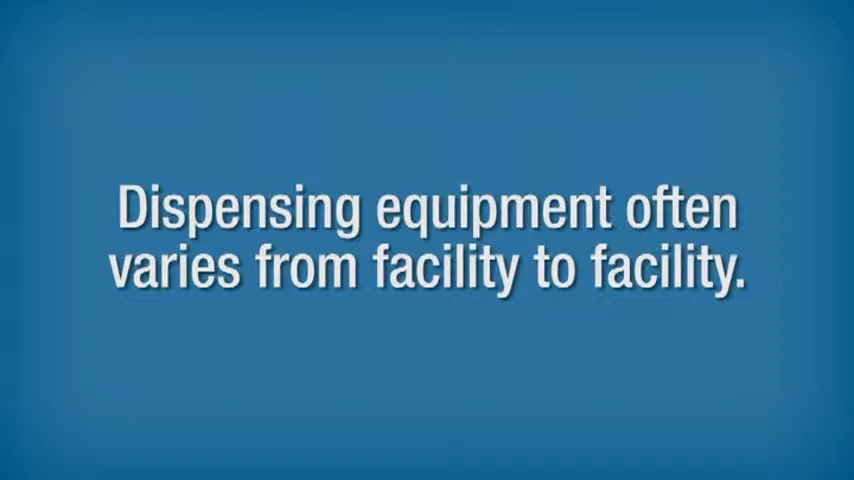 Dispensing equipment often
varies from facility to facility.